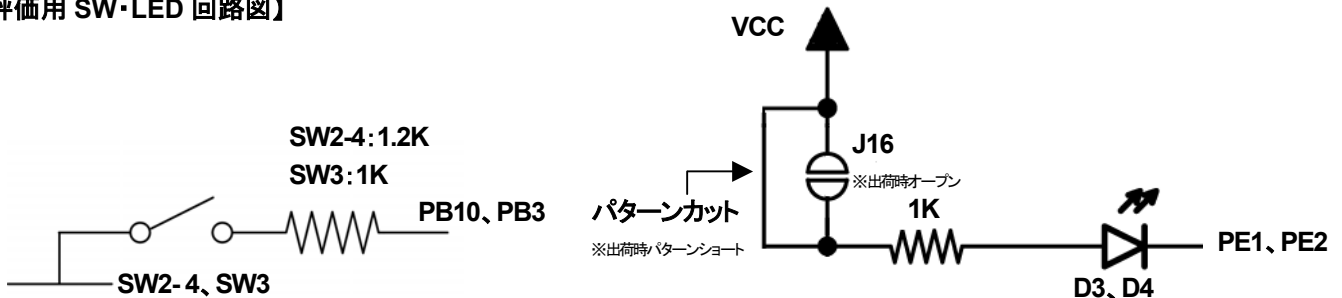 評価用 SW・LED 回路図】
SW2-4:1.2K
SW3:1K
PB10、PB3
SW2-4、SW3
VCC
J16
※出荷時オープン
パターンカット
※出荷時パターンショート
1K
PE1、PE2
D3、D4